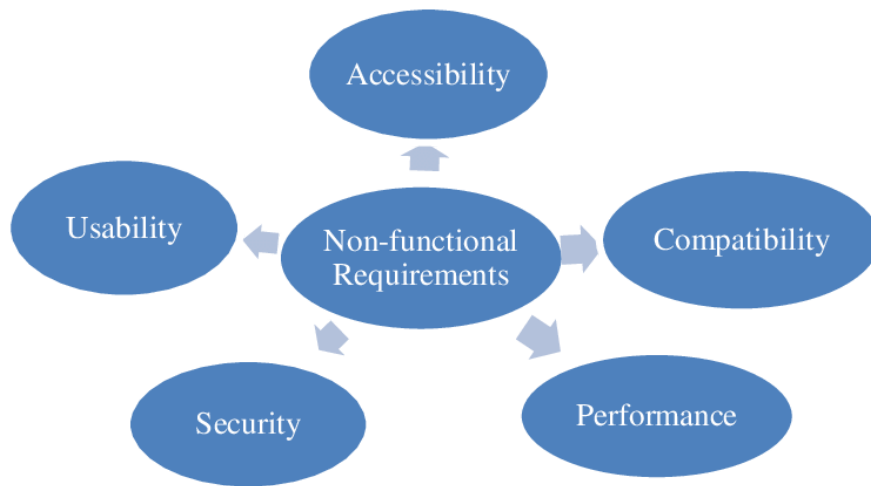 Accessibility
Usability
Non-functional
Requirements
Compatibility
Security
Performance